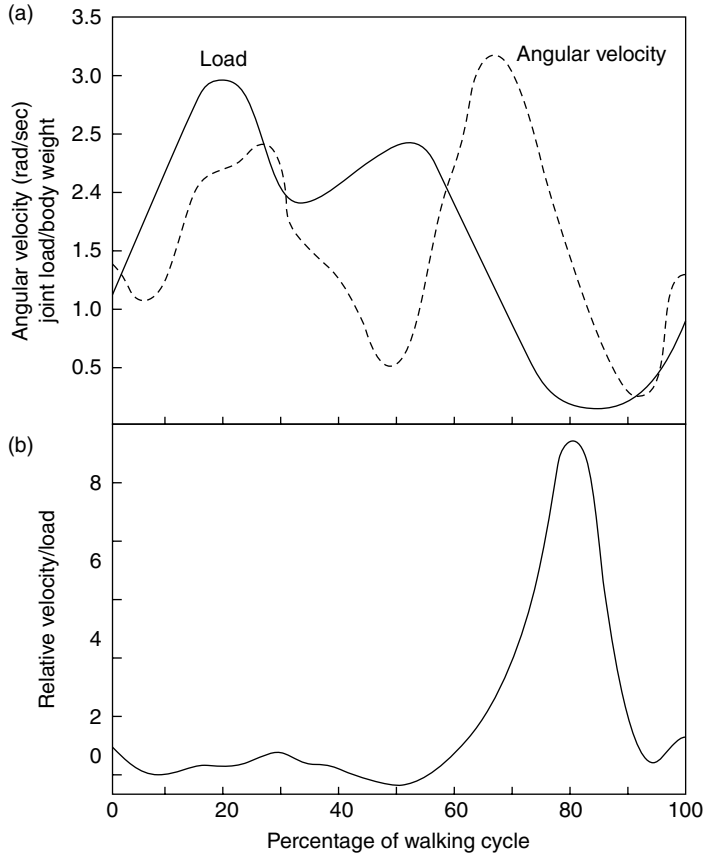 (a)
3.5
3.0
2.5
2.4
1.5
1.0
0.5
Angular velocity (rad/sec)
joint load/body weight
Load
Angular velocity
(b)
8
6
4
2
0
Relative velocity/load
0 20 40 60 80 100
Percentage of walking cycle